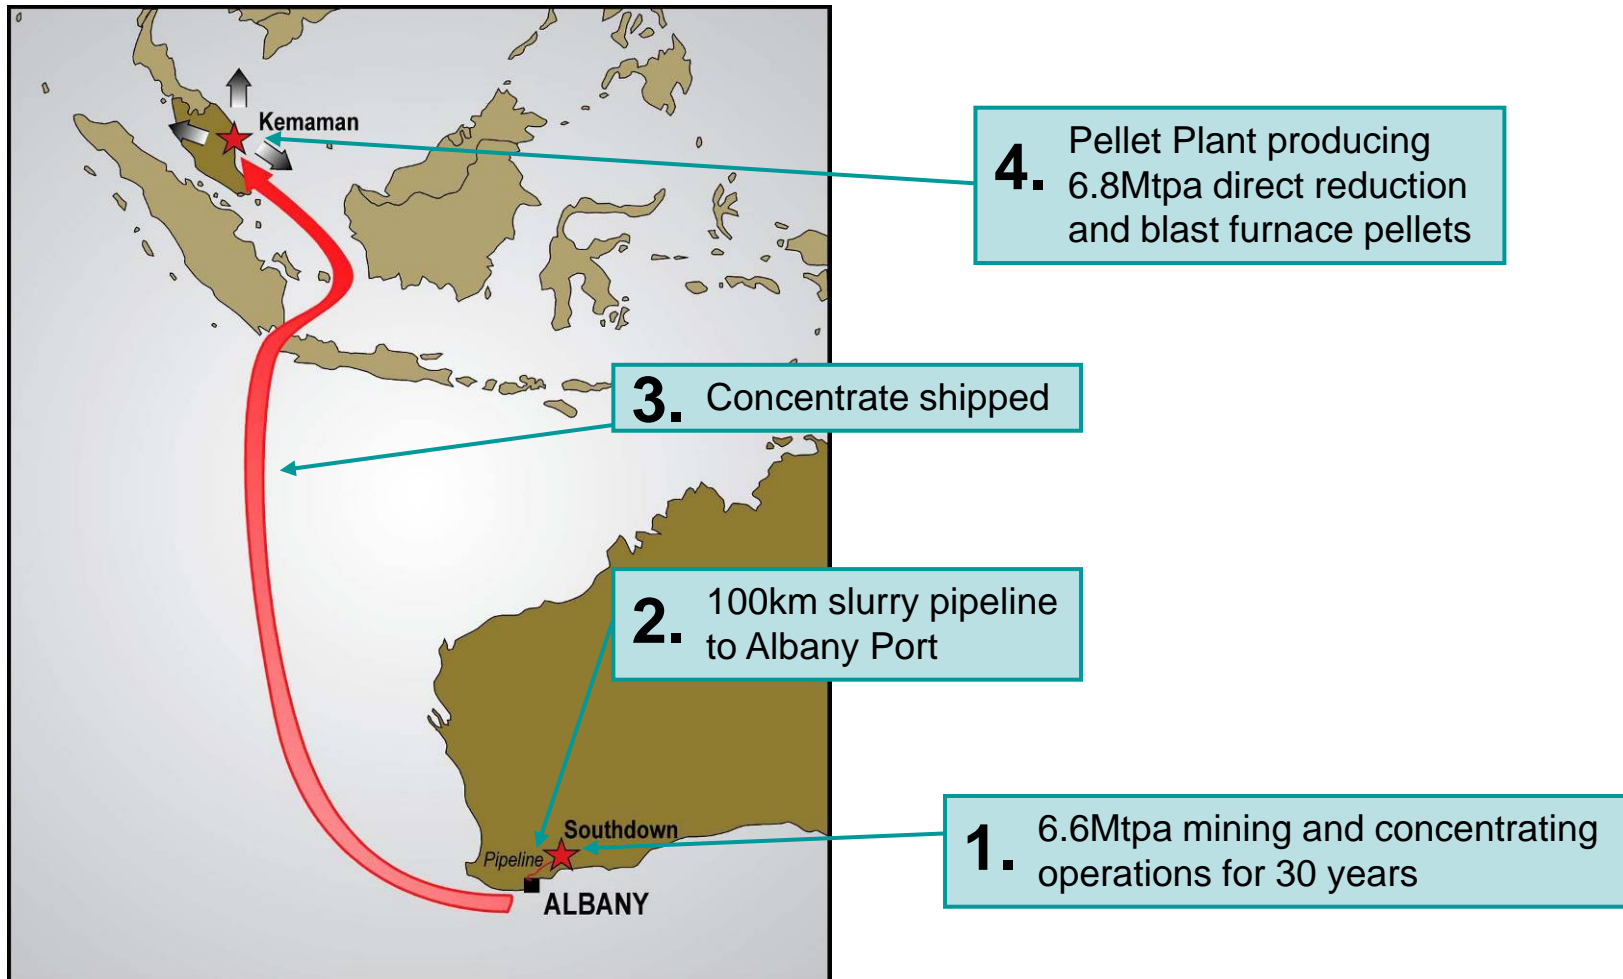 Kemaman
4. Pellet Plant producing
6.8Mtpa direct reduction
and blast furnace pellets
3. Concentrate shipped
2. 100km slurry pipeline
to Albany Port
Southdown
Pipeline
ALBANY
1. 6.6Mtpa mining and concentrating
operations for 30 years